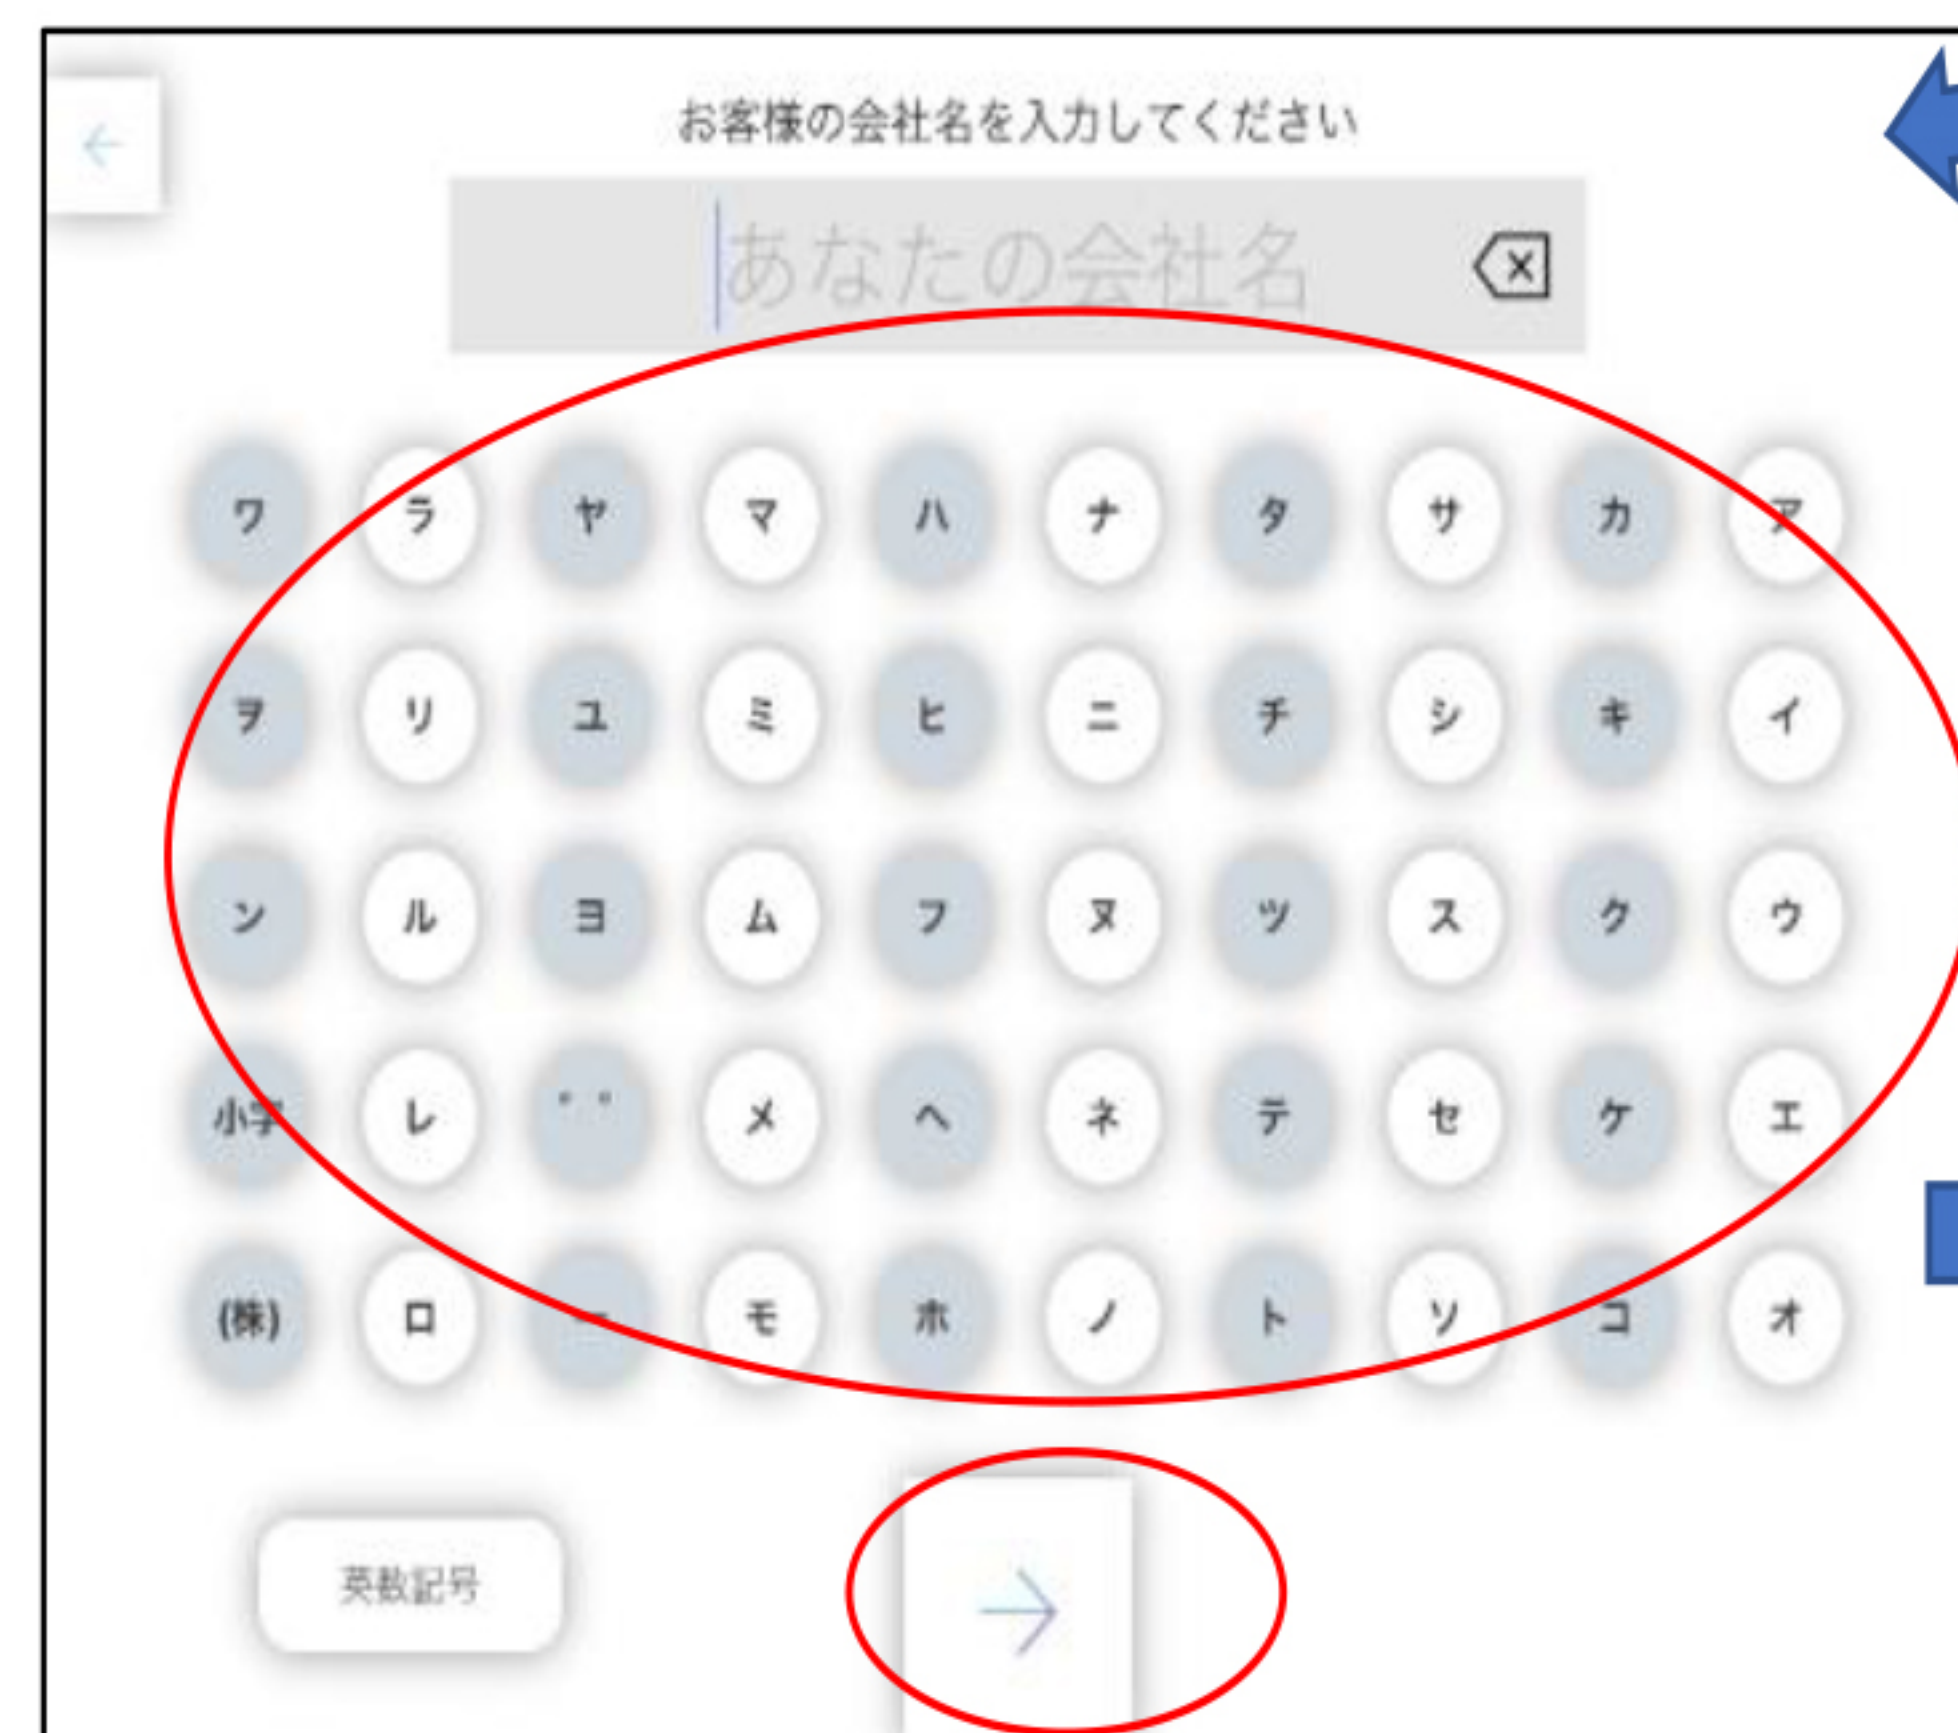 お客様の会社名を入力してください
あなたの会社名
ワ ラ ヤ マ ハ ナ タ サ カ ア
ヲ リ ユ ミ ヒ ニ チ シ キ イ
ン ル ヨ ム フ ヌ ツ ス ク ウ
小字 レ ゛゜ メ ヘ ネ テ セ ケ エ
(株) ロ ー モ ホ ノ ト ソ コ オ
英数記号